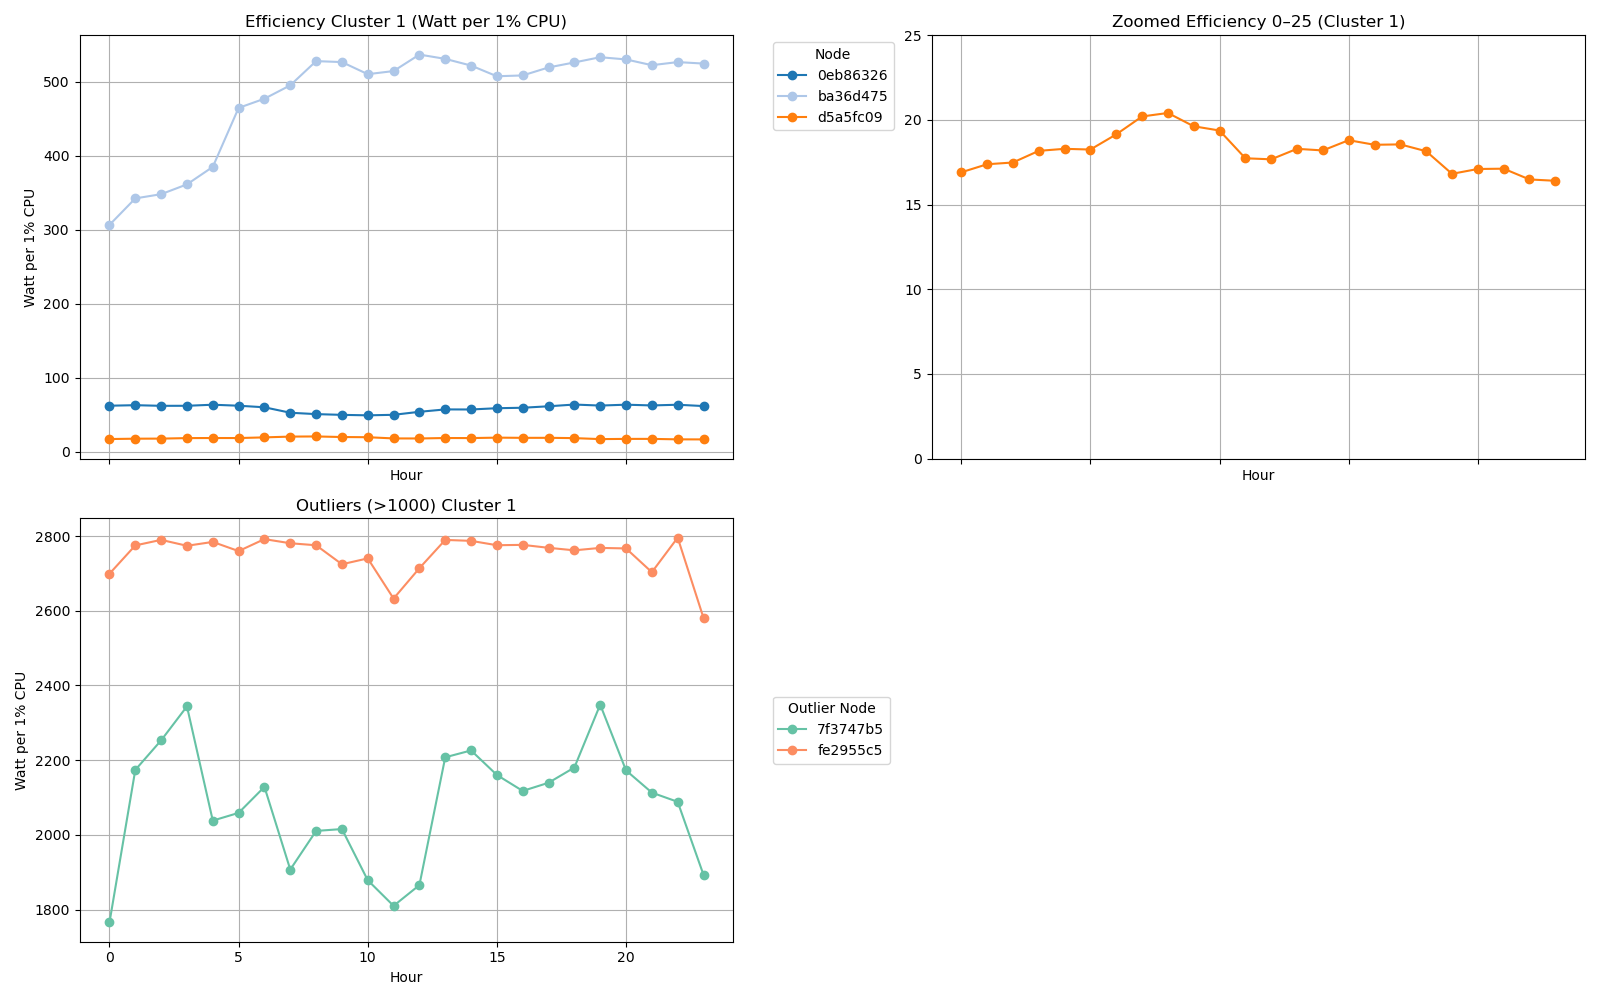 Efficiency Cluster 1 (Watt per 1% CPU)
Watt per 1% CPU
500
400
300
200
100
0
Hour
Node
0eb86326
ba36d475
d5a5fc09
Zoomed Efficiency 0–25 (Cluster 1)
25
20
15
10
5
0
Hour
Outliers (>1000) Cluster 1
Watt per 1% CPU
2800
2600
2400
2200
2000
1800
0 5 10 15 20
Hour
Outlier Node
7f3747b5
fe2955c5